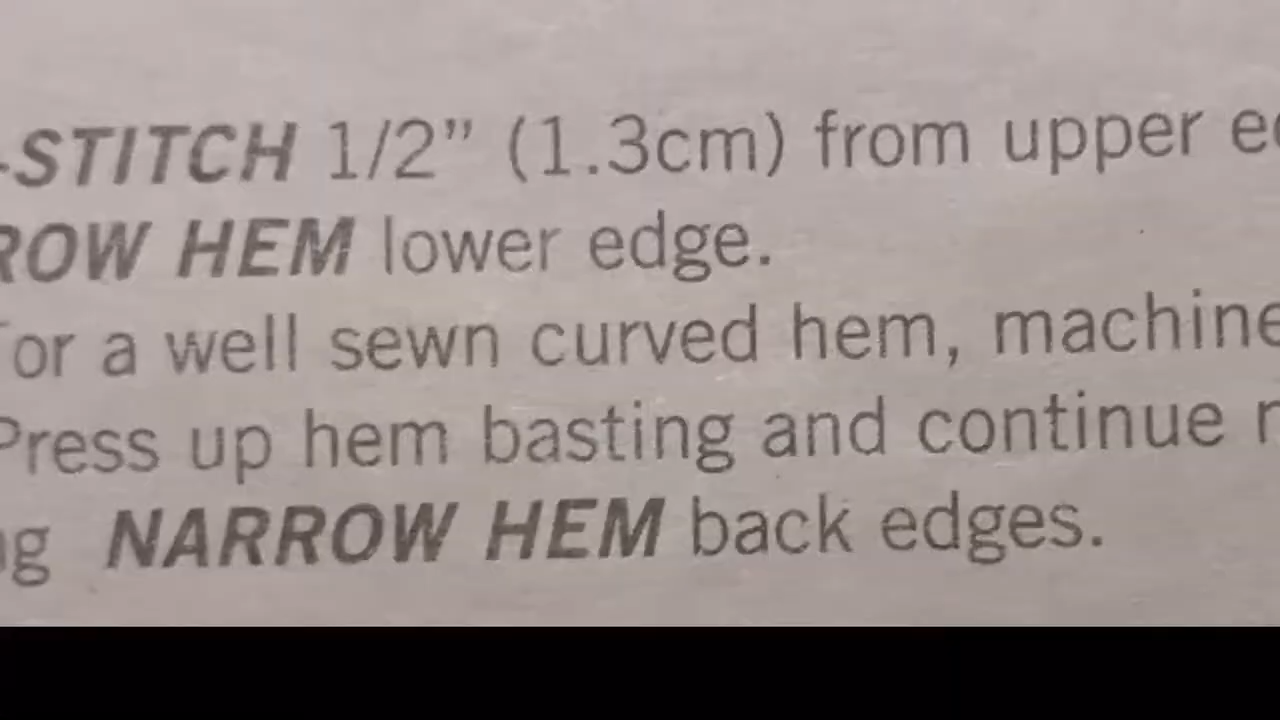 -STITCH 1/2” (1.3cm) from upper
ROW HEM lower edge.
a well sewn curved hem, machine
Press up hem basting and continue
NARROW HEM back edges.